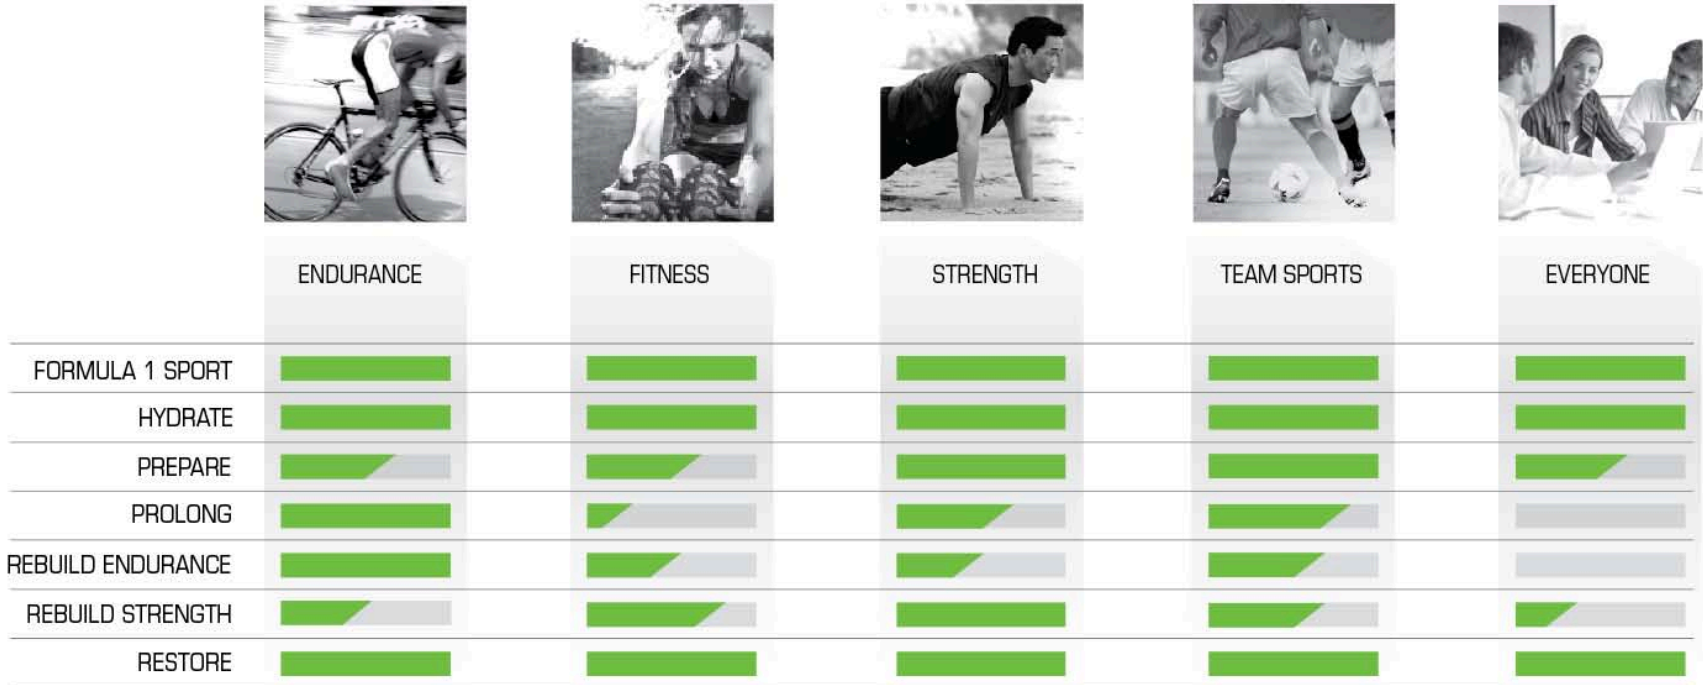 ENDURANCE FITNESS STRENGTH TEAM SPORTS EVERYONE
FORMULA 1 SPORT
HYDRATE
PREPARE
PROLONG
REBUILD ENDURANCE
REBUILD STRENGTH
RESTORE